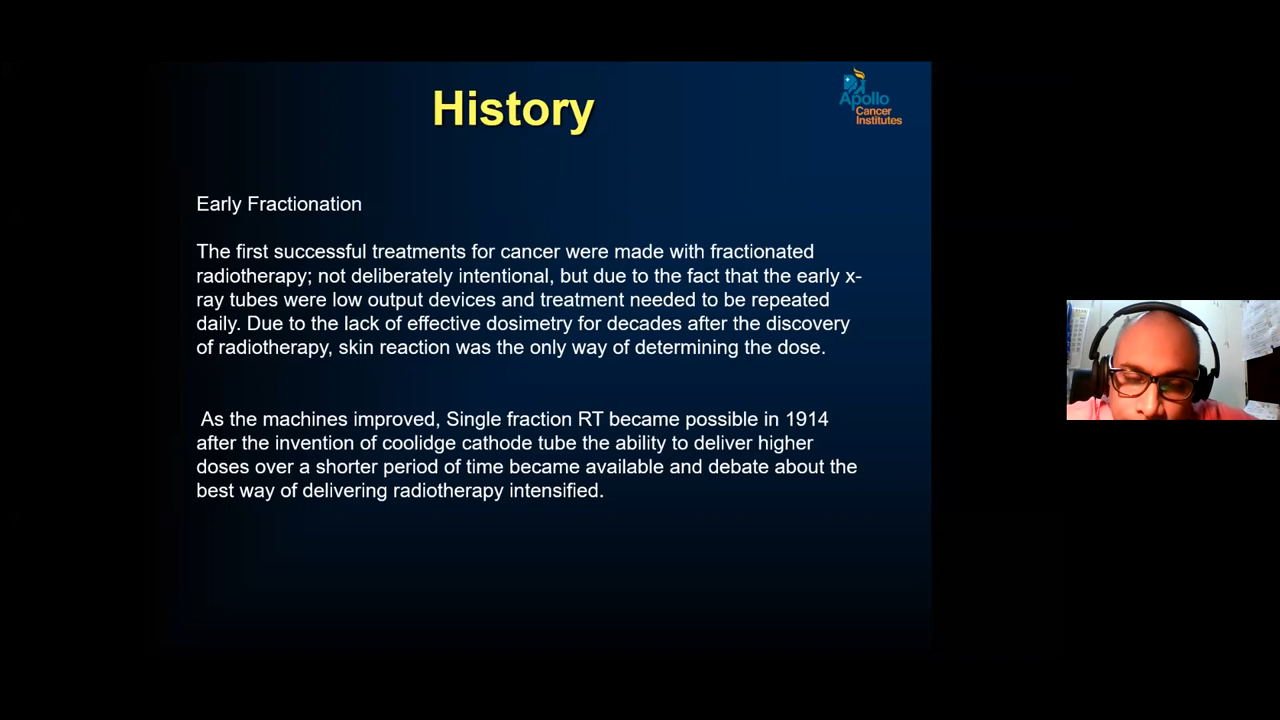 History
Apollo
Cancer
Institutes
Early Fractionation
The first successful treatments for cancer were made with fractionated
radiotherapy; not deliberately intentional, but due to the fact that the early x-
ray tubes were low output devices and treatment needed to be repeated
daily. Due to the lack of effective dosimetry for decades after the discovery
of radiotherapy, skin reaction was the only way of determining the dose.
As the machines improved, Single fraction RT became possible in 1914
after the invention of coolidge cathode tube the ability to deliver higher
doses over a shorter period of time became available and debate about the
best way of delivering radiotherapy intensified.